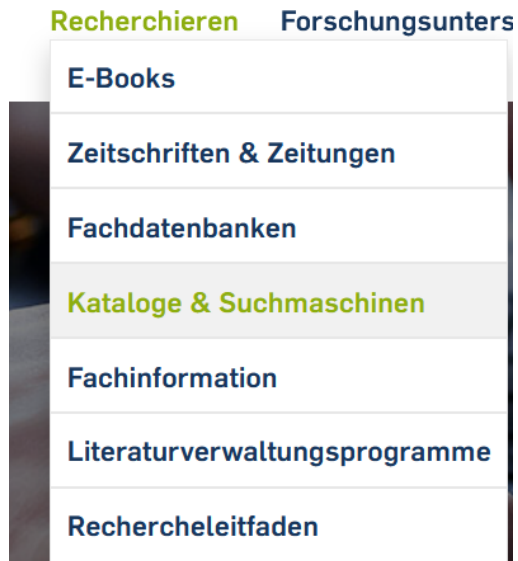 Recherchieren Forschungsunters
E-Books
Zeitschriften & Zeitungen
Fachdatenbanken
Kataloge & Suchmaschinen
Fachinformation
Literaturverwaltungsprogramme
Rechercheleitfaden